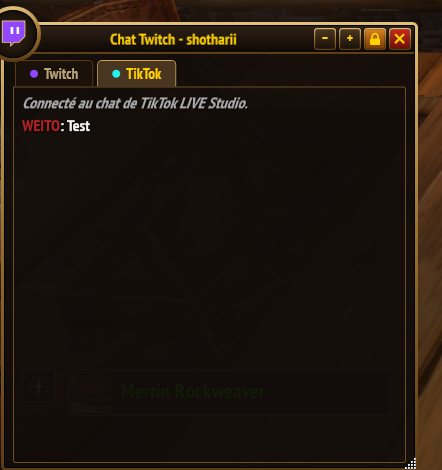 Chat Twitch - shotharii
- +
Twitch
TikTok
Connecté au chat de TikTok LIVE Studio.
WEITO: Test
+
Merrin Rockweaver